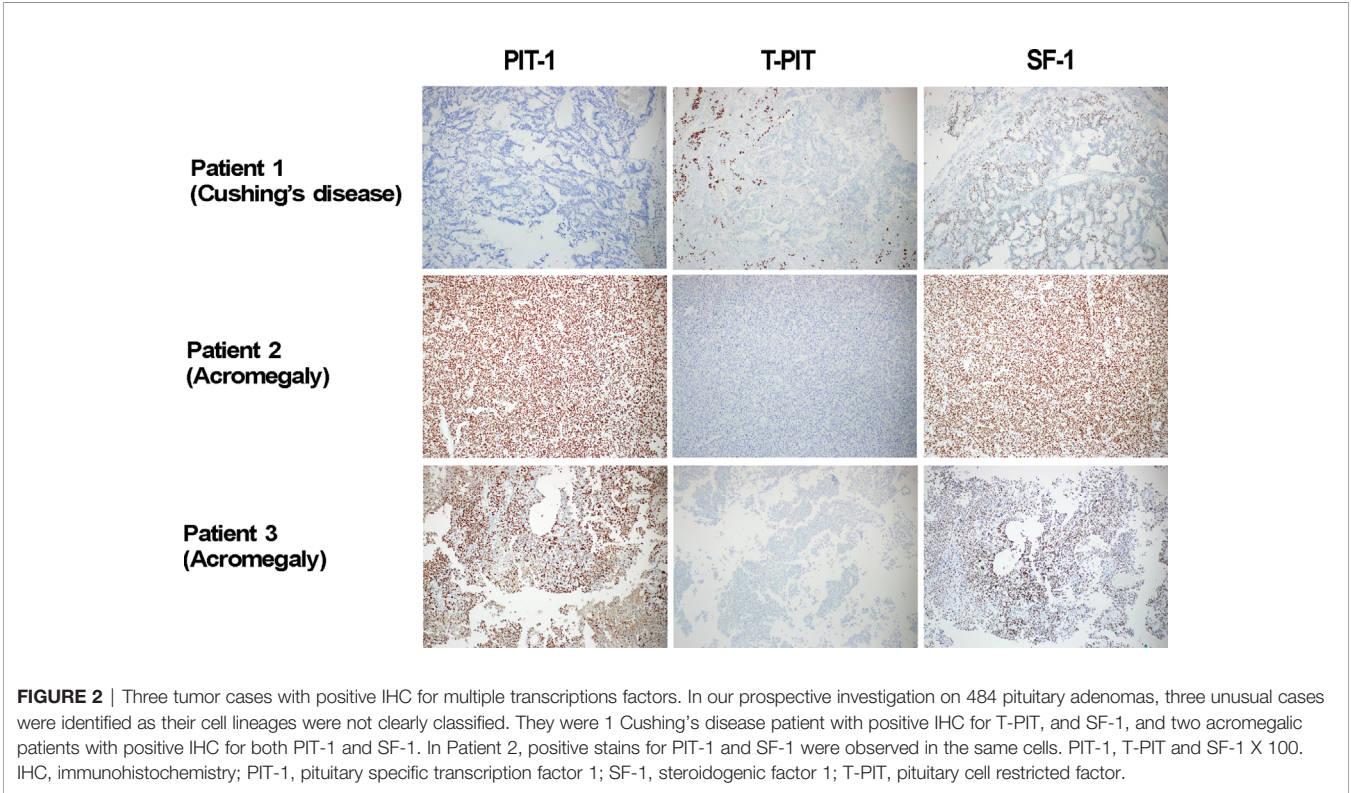 PIT-1 T-PIT SF-1
Patient 1
(Cushing's disease)
Patient 2
(Acromegaly)
Patient 3
(Acromegaly)
FIGURE 2 | Three tumor cases with positive IHC for multiple transcriptions factors. In our prospective investigation on 484 pituitary adenomas, three unusual cases
were identified as their cell lineages were not clearly classified. They were 1 Cushing's disease patient with positive IHC for T-PIT, and SF-1, and two acromegalic
patients with positive IHC for both PIT-1 and SF-1. In Patient 2, positive stains for PIT-1 and SF-1 were observed in the same cells. PIT-1, T-PIT and SF-1 X 100.
IHC, immunohistochemistry; PIT-1, pituitary specific transcription factor 1; SF-1, steroidogenic factor 1; T-PIT, pituitary cell restricted factor.